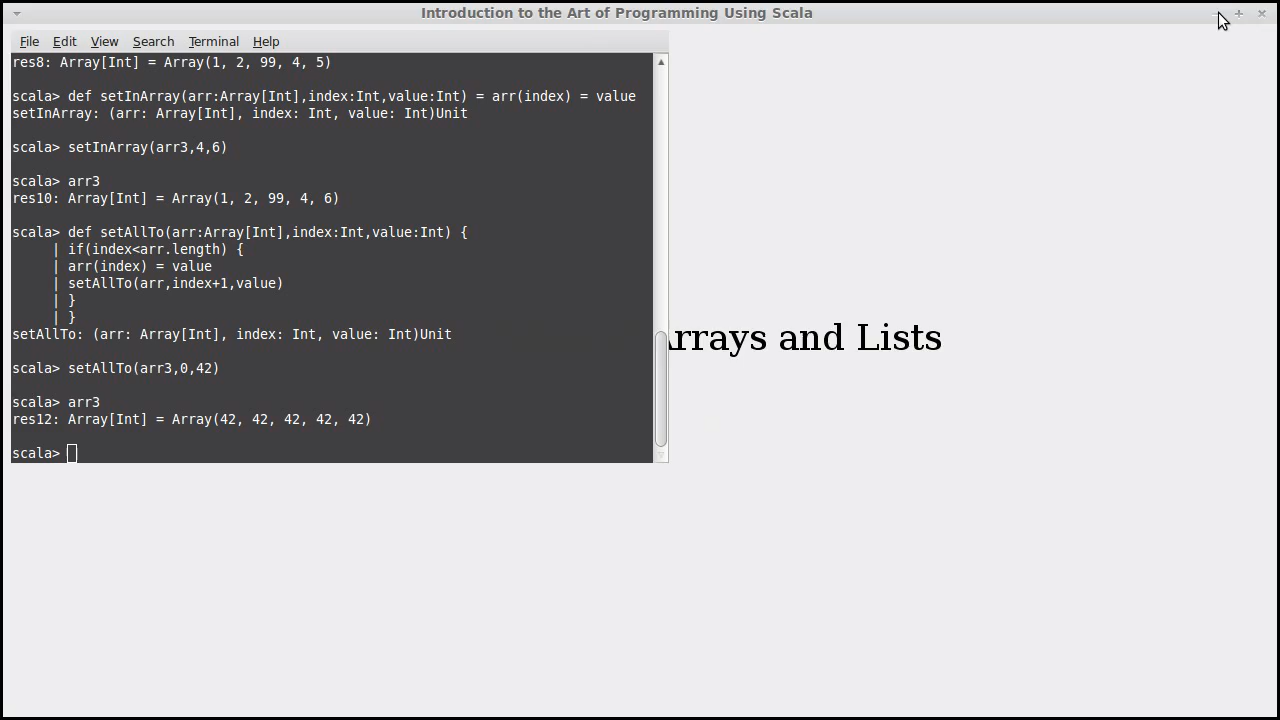 Introduction to the Art of Programming Using Scala
File Edit View Search Terminal Help
res8: Array[Int] = Array(1, 2, 99, 4, 5)
scala> def setInArray(arr:Array[Int],index:Int,value:Int) = arr(index) = value
setInArray: (arr: Array[Int], index: Int, value: Int)Unit
scala> setInArray(arr3,4,6)
scala> arr3
res10: Array[Int] = Array(1, 2, 99, 4, 6)
scala> def setAllTo(arr:Array[Int],index:Int,value:Int) {
     | if(index<arr.length) {
     | arr(index) = value
     | setAllTo(arr,index+1,value)
     | }
     | }
setAllTo: (arr: Array[Int], index: Int, value: Int)Unit
scala> setAllTo(arr3,0,42)
scala> arr3
res12: Array[Int] = Array(42, 42, 42, 42, 42)
scala>
Arrays and Lists